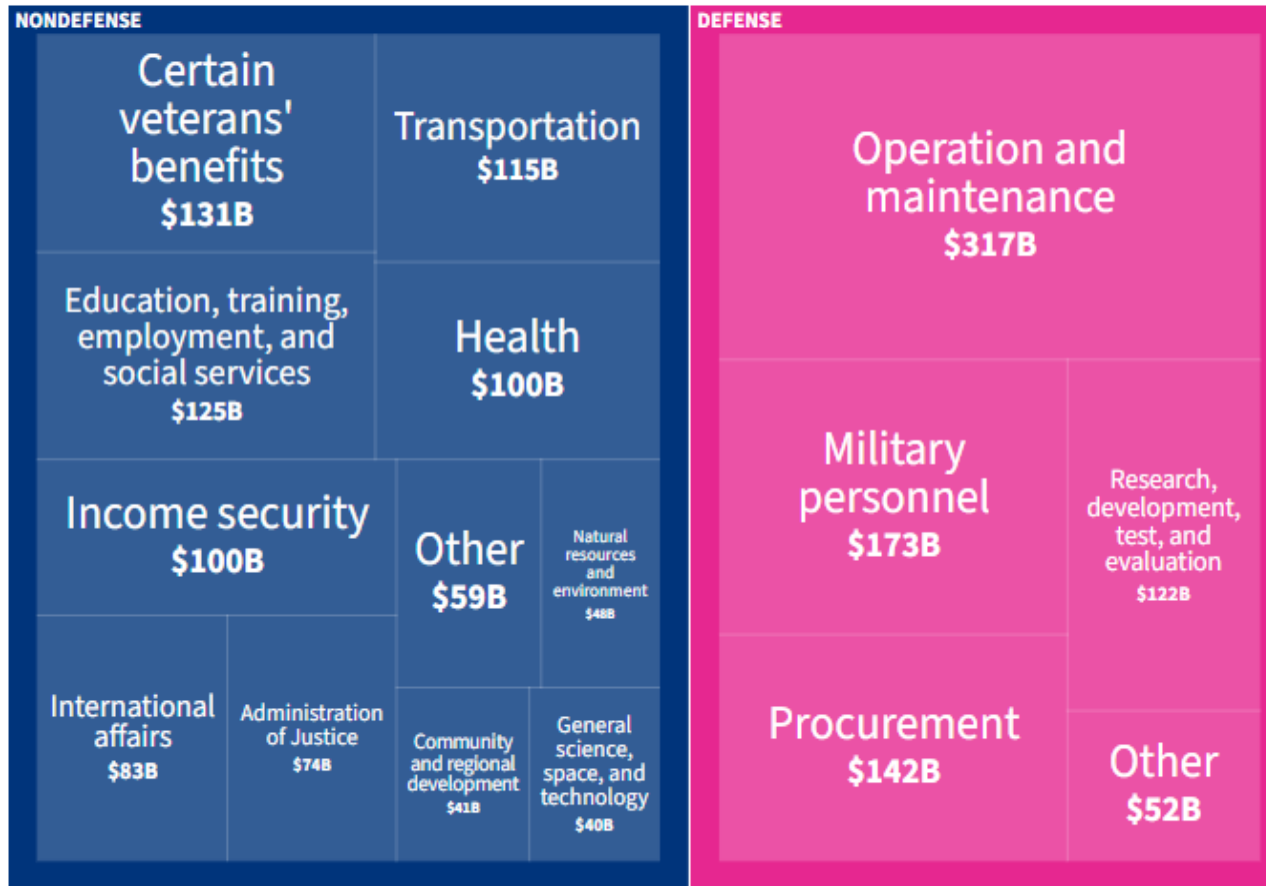 NONDEFENSE
Certain
veterans'
benefits
$131B
Transportation
$115B
Education, training,
employment, and
social services
$125B
Health
$100B
Income security
$100B
Other
$59B
Natural
resources
and
environment
$48B
International
affairs
$83B
Administration
of Justice
$74B
Community
and regional
development
$41B
General
science,
space, and
technology
$40B
DEFENSE
Operation and
maintenance
$317B
Military
personnel
$173B
Research,
development,
test, and
evaluation
$122B
Procurement
$142B
Other
$52B